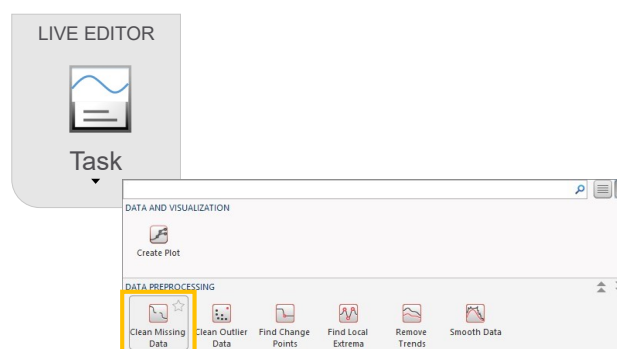 LIVE EDITOR
Task
DATA AND VISUALIZATION
Create Plot
DATA PREPROCESSING
Clean Missing Data
Clean Outlier Data
Find Change Points
Find Local Extrema
Remove Trends
Smooth Data